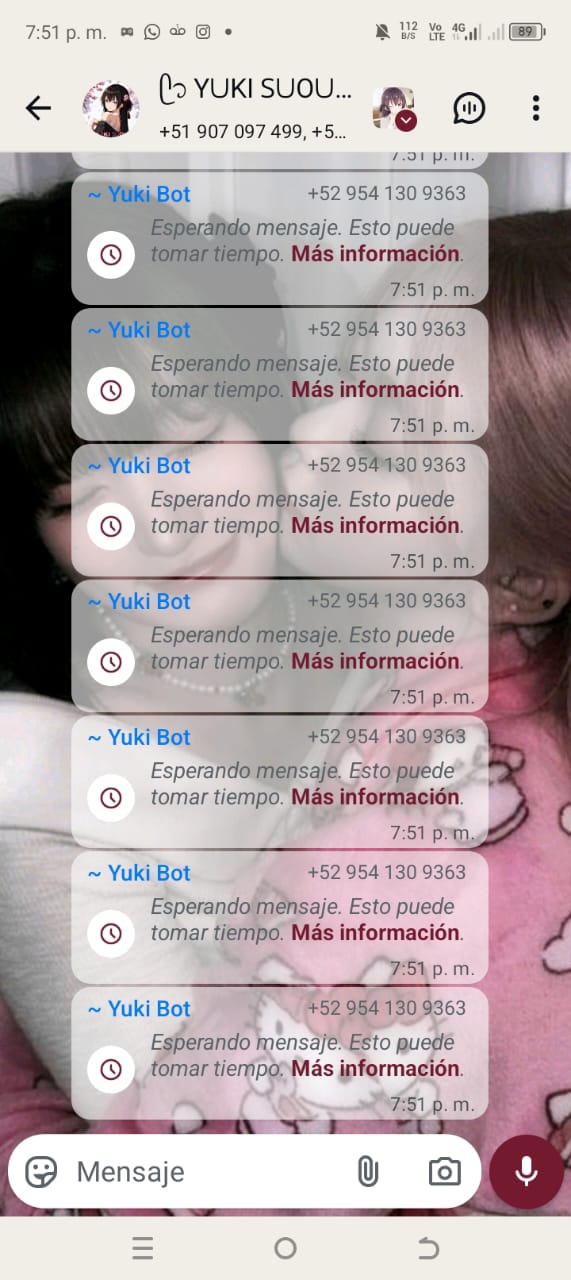 7:51 p. m.
112 B/S Vo LTE 4G 89
YUKI SUOU...
+51 907 097 499, +5...
7:51 p. m.
~ Yuki Bot +52 954 130 9363
Esperando mensaje. Esto puede
tomar tiempo. Más información.
7:51 p. m.
~ Yuki Bot +52 954 130 9363
Esperando mensaje. Esto puede
tomar tiempo. Más información.
7:51 p. m.
~ Yuki Bot +52 954 130 9363
Esperando mensaje. Esto puede
tomar tiempo. Más información.
7:51 p. m.
~ Yuki Bot +52 954 130 9363
Esperando mensaje. Esto puede
tomar tiempo. Más información.
7:51 p. m.
~ Yuki Bot +52 954 130 9363
Esperando mensaje. Esto puede
tomar tiempo. Más información.
7:51 p. m.
~ Yuki Bot +52 954 130 9363
Esperando mensaje. Esto puede
tomar tiempo. Más información.
7:51 p. m.
~ Yuki Bot +52 954 130 9363
Esperando mensaje. Esto puede
tomar tiempo. Más información.
7:51 p. m.
Mensaje